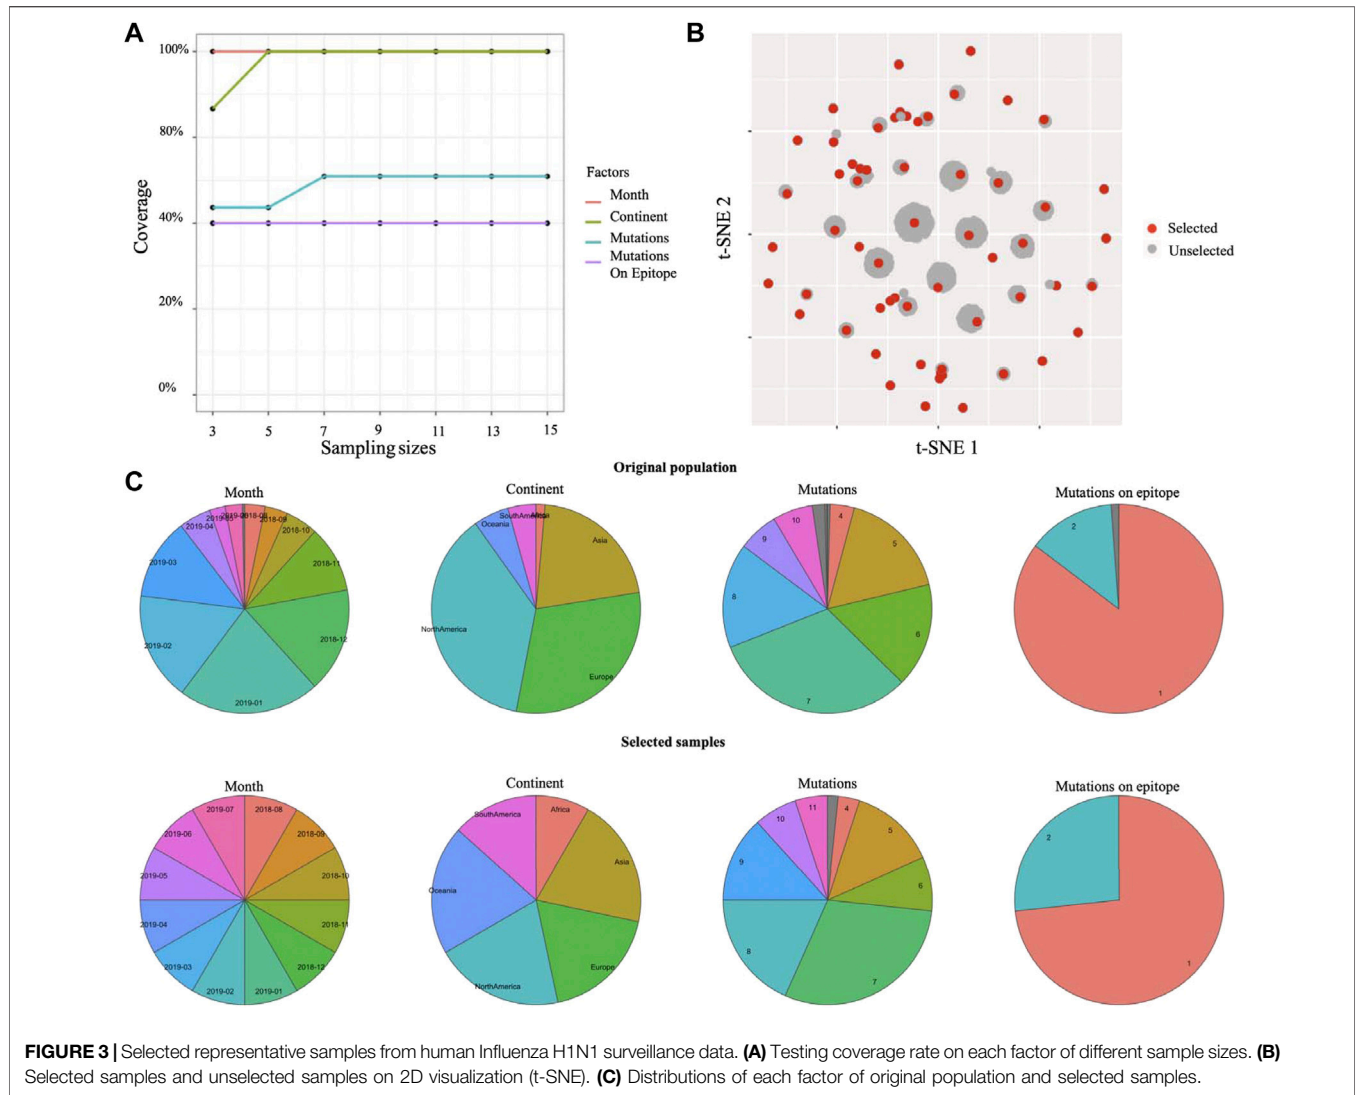 A
100%
80%
40%
20%
0%
Coverage
3
5
7
9
11
13
15
Sampling sizes
Factors
Month
Continent
Mutations
Mutations
On Epitope
B
t-SNE 2
t-SNE 1
Selected
Unselected
C
Original population
Month
2018-09
2018-10
2018-11
2018-12
2019-01
2019-02
2019-03
2019-04
Continent
Asia
Europe
NorthAmerica
Oceania
SouthAmerica
Africa
Mutations
4
5
6
7
8
9
10
Mutations on epitope
1
2
Selected samples
Month
2018-08
2018-09
2018-10
2018-11
2018-12
2019-01
2019-02
2019-03
2019-04
2019-05
2019-06
2019-07
Continent
Africa
Asia
Europe
NorthAmerica
Oceania
SouthAmerica
Mutations
4
5
6
7
8
9
10
11
Mutations on epitope
1
2
FIGURE 3 | Selected representative samples from human Influenza H1N1 surveillance data. (A) Testing coverage rate on each factor of different sample sizes. (B)
Selected samples and unselected samples on 2D visualization (t-SNE). (C) Distributions of each factor of original population and selected samples.